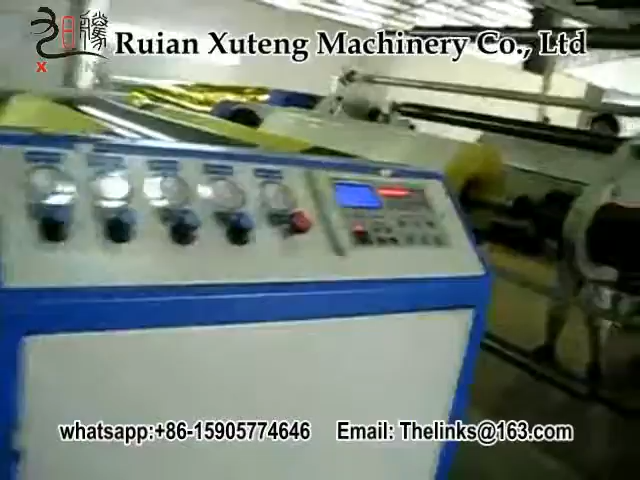 Ruian Xuteng Machinery Co., Ltd
X
whatsapp:+86-15905774646 Email: Thelinks@163.com